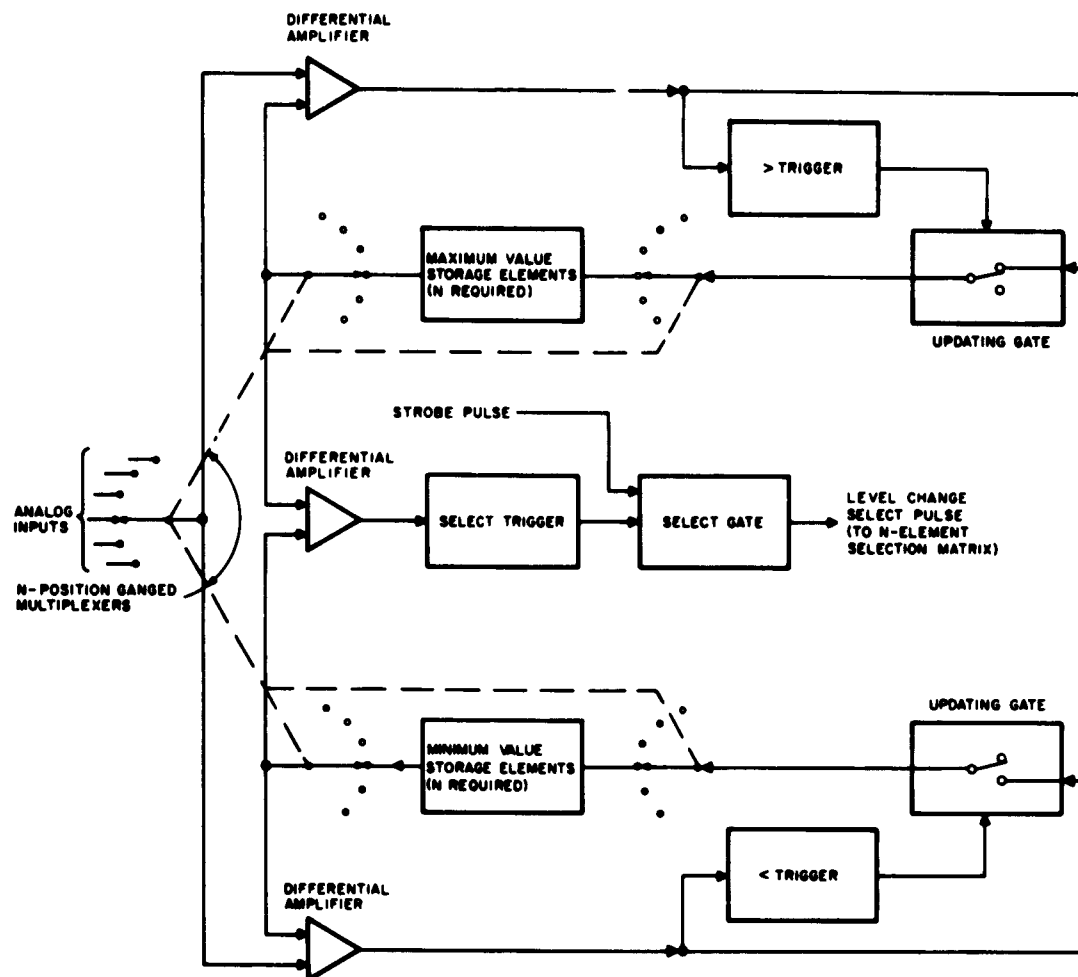 DIFFERENTIAL
AMPLIFIER
> TRIGGER
MAXIMUM VALUE
STORAGE ELEMENTS
(N REQUIRED)
UPDATING GATE
STROBE PULSE
DIFFERENTIAL
AMPLIFIER
ANALOG
INPUTS
SELECT TRIGGER
SELECT GATE
LEVEL CHANGE
SELECT PULSE
(TO N-ELEMENT
SELECTION MATRIX)
N-POSITION GANGED
MULTIPLEXERS
UPDATING GATE
MINIMUM VALUE
STORAGE ELEMENTS
(N REQUIRED)
< TRIGGER
DIFFERENTIAL
AMPLIFIER